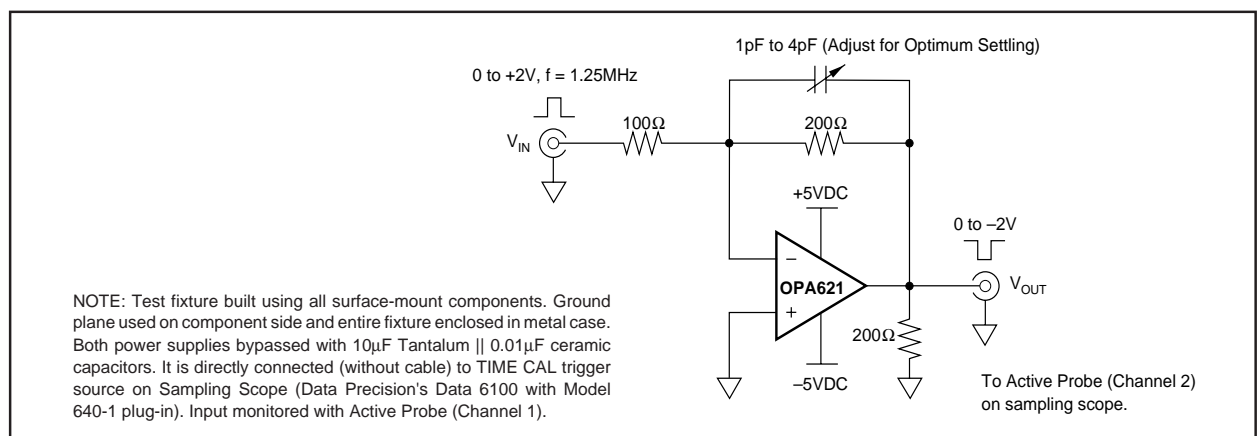 1pF to 4pF (Adjust for Optimum Settling)
0 to +2V, f = 1.25MHz
V_IN
100Ω
200Ω
+5VDC
0 to –2V
–
OPA621
+
V_OUT
200Ω
–5VDC
To Active Probe (Channel 2)
on sampling scope.
NOTE: Test fixture built using all surface-mount components. Ground
plane used on component side and entire fixture enclosed in metal case.
Both power supplies bypassed with 10µF Tantalum || 0.01µF ceramic
capacitors. It is directly connected (without cable) to TIME CAL trigger
source on Sampling Scope (Data Precision's Data 6100 with Model
640-1 plug-in). Input monitored with Active Probe (Channel 1).